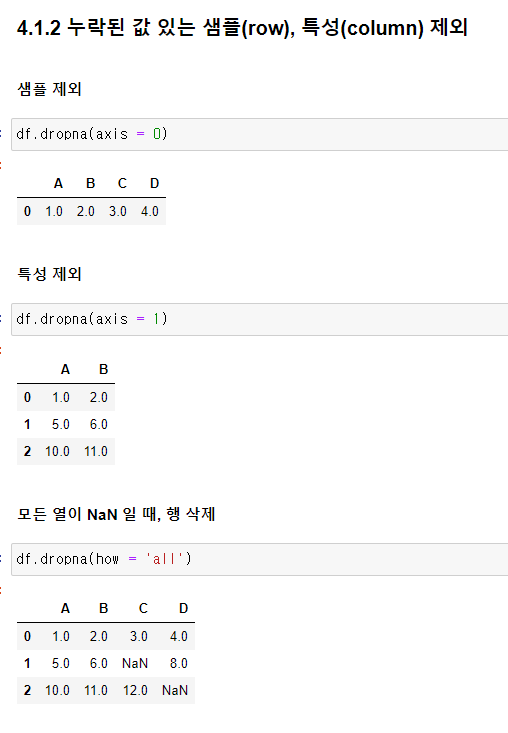 4.1.2 누락된 값 있는 샘플(row), 특성(column) 제외
샘플 제외
df.dropna(axis = 0)
A B C D
0 1.0 2.0 3.0 4.0
특성 제외
df.dropna(axis = 1)
A B
0 1.0 2.0
1 5.0 6.0
2 10.0 11.0
모든 열이 NaN 일 때, 행 삭제
df.dropna(how = 'all')
A B C D
0 1.0 2.0 3.0 4.0
1 5.0 6.0 NaN 8.0
2 10.0 11.0 12.0 NaN